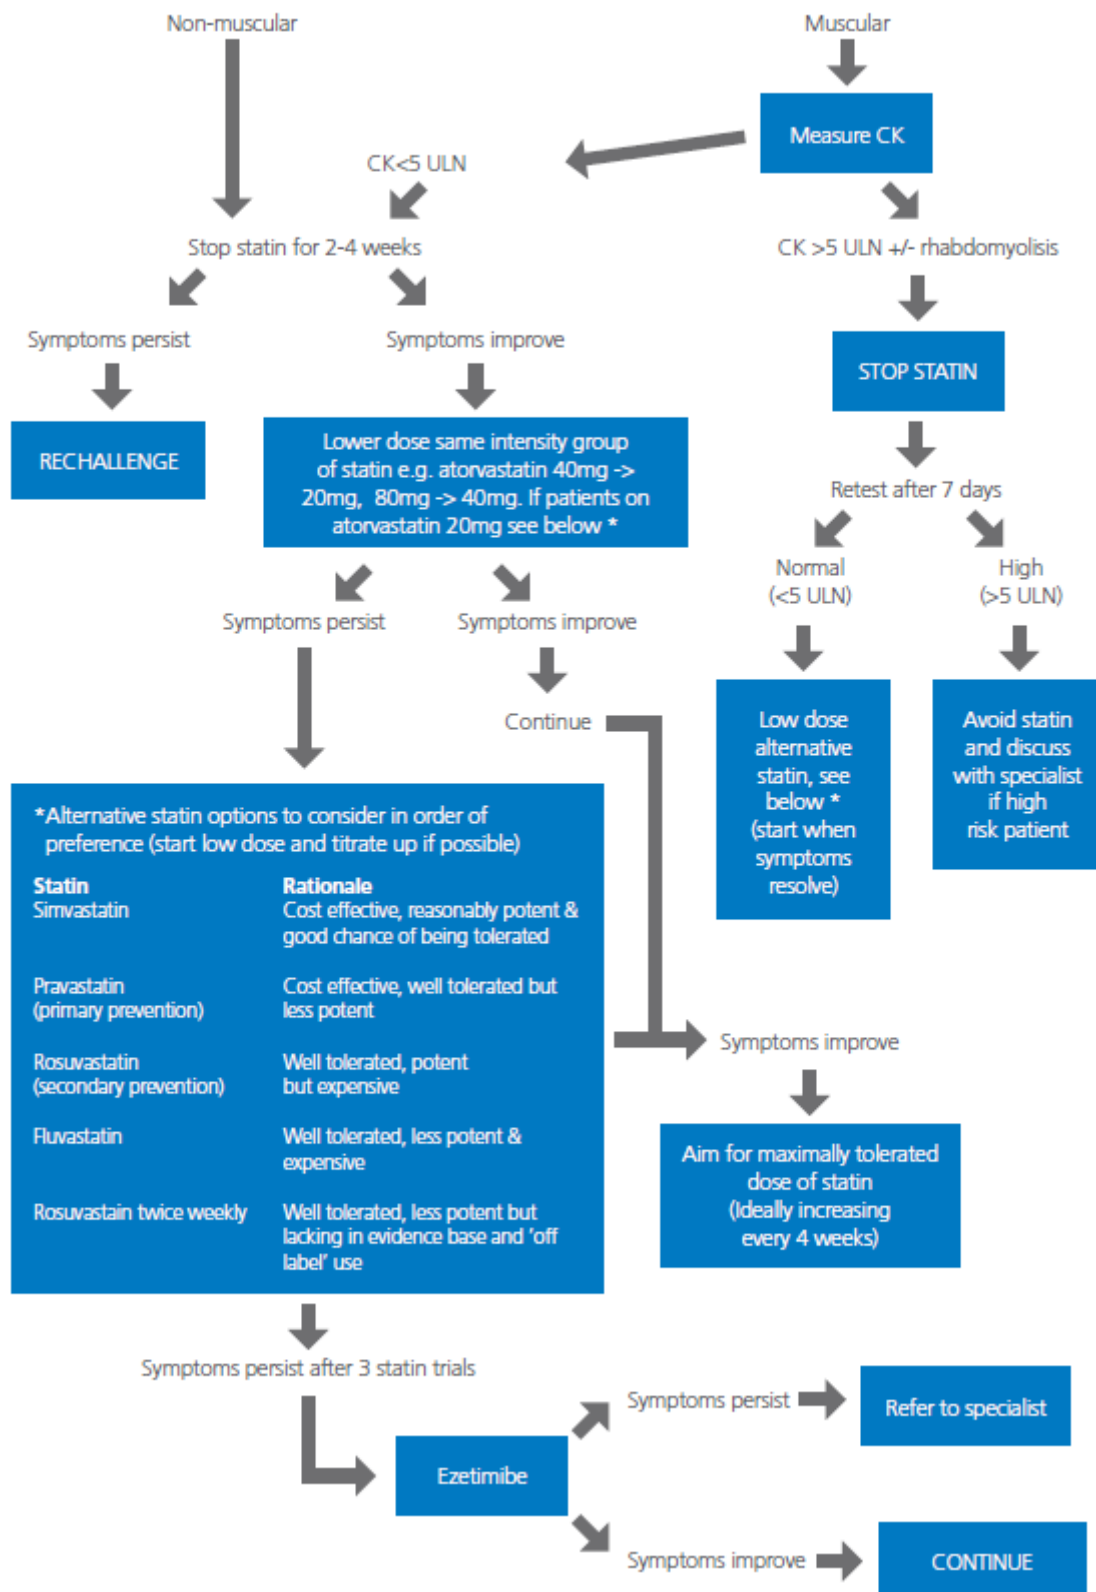 Non-muscular
Muscular
Measure CK
CK<5 ULN
Stop statin for 2-4 weeks
CK >5 ULN +/- rhabdomyolisis
Symptoms persist
Symptoms improve
STOP STATIN
RECHALLENGE
Lower dose same intensity group
of statin e.g. atorvastatin 40mg ->
20mg, 80mg -> 40mg. If patients on
atorvastatin 20mg see below *
Retest after 7 days
Normal
(<5 ULN)
High
(>5 ULN)
Symptoms persist
Symptoms improve
Continue
Low dose
alternative
statin, see
below *
(start when
symptoms
resolve)
Avoid statin
and discuss
with specialist
if high
risk patient
*Alternative statin options to consider in order of
preference (start low dose and titrate up if possible)
Statin Rationale
Simvastatin Cost effective, reasonably potent &
good chance of being tolerated
Pravastatin Cost effective, well tolerated but
(primary prevention) less potent
Rosuvastatin Well tolerated, potent
(secondary prevention) but expensive
Fluvastatin Well tolerated, less potent &
expensive
Rosuvastain twice weekly Well tolerated, less potent but
lacking in evidence base and 'off
label' use
Symptoms improve
Aim for maximally tolerated
dose of statin
(Ideally increasing
every 4 weeks)
Symptoms persist after 3 statin trials
Ezetimibe
Symptoms persist
Refer to specialist
Symptoms improve
CONTINUE